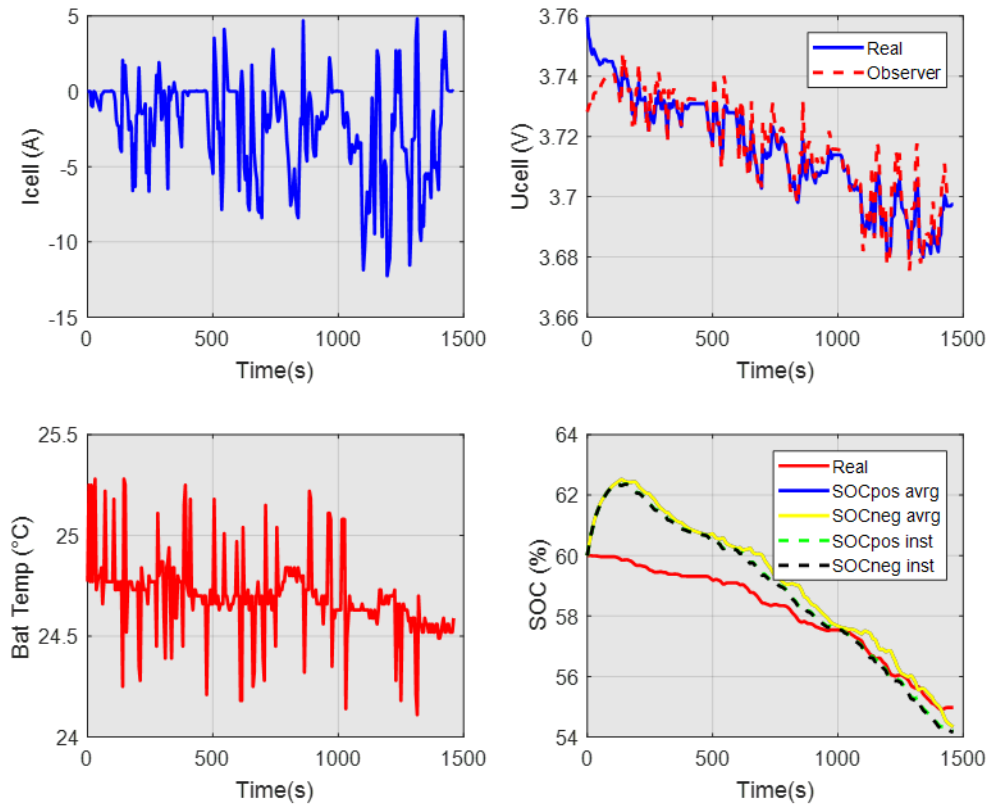 5
0
-5
-10
-15
Icell (A)
0 500 1000 1500
Time(s)
3.76
3.74
3.72
3.7
3.68
3.66
Ucell (V)
Real
Observer
0 500 1000 1500
Time(s)
25.5
25
24.5
24
Bat Temp (°C)
0 500 1000 1500
Time(s)
64
62
60
58
56
54
SOC (%)
Real
SOCpos avrg
SOCneg avrg
SOCpos inst
SOCneg inst
0 500 1000 1500
Time(s)